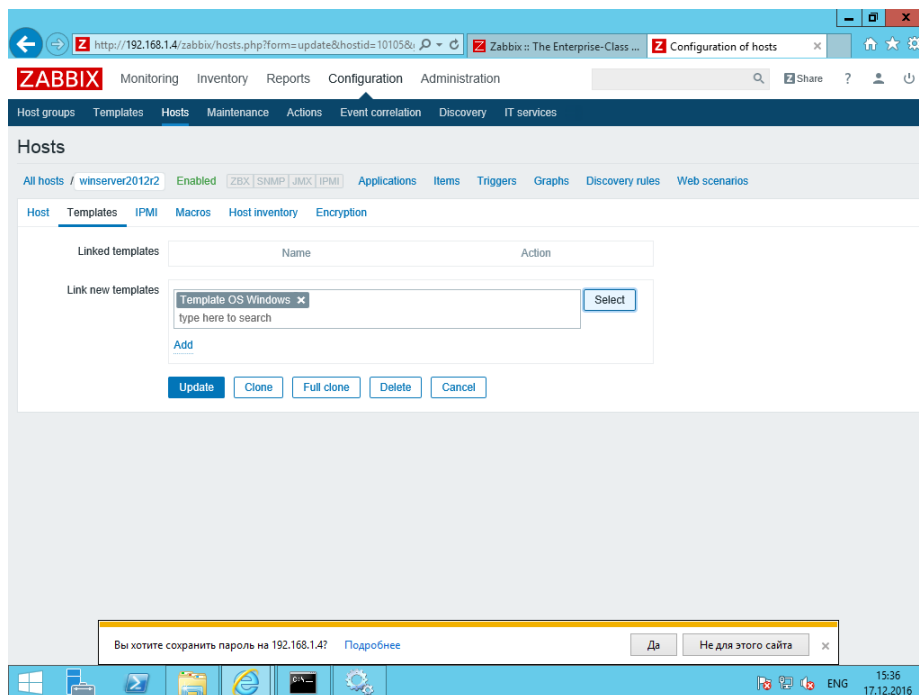 http://192.168.1.4/zabbix/hosts.php?form=update&hostid=10105&
Zabbix :: The Enterprise-Class ...
Configuration of hosts
ZABBIX Monitoring Inventory Reports Configuration Administration Z Share ?
Host groups Templates Hosts Maintenance Actions Event correlation Discovery IT services
Hosts
All hosts / winserver2012r2 Enabled ZBX SNMP JMX IPMI Applications Items Triggers Graphs Discovery rules Web scenarios
Host Templates IPMI Macros Host inventory Encryption
Linked templates Name Action
Link new templates Template OS Windows × Select
type here to search
Add
Update Clone Full clone Delete Cancel
Вы хотите сохранить пароль на 192.168.1.4? Подробнее Да Не для этого сайта ×
ENG 15:36
17.12.2016